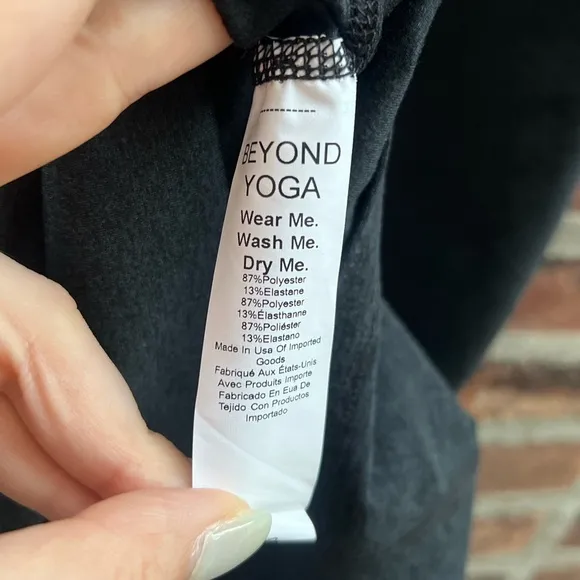 BEYOND
YOGA
Wear Me.
Wash Me.
Dry Me.
87%Polyester
13%Elastane
87%Polyester
13%Élasthanne
87%Poliéster
13%Elastano
Made In Usa Of Imported
Goods
Fabriqué Aux États-Unis
Avec Produits Importe
Fabricado En Eua De
Tejido Con Productos
Importado